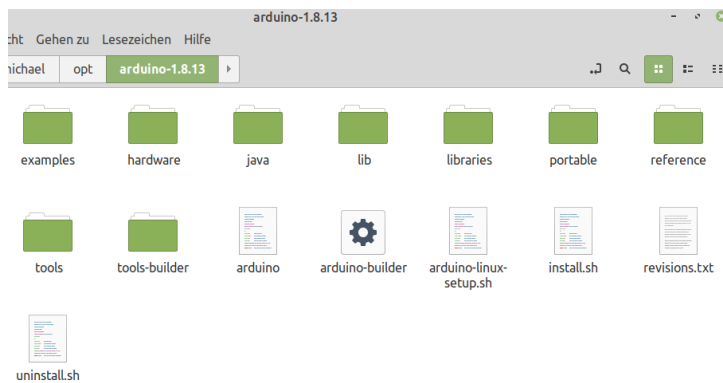 arduino-1.8.13
cht Gehen zu Lesezeichen Hilfe
michael opt arduino-1.8.13
examples hardware java lib libraries portable reference
tools tools-builder arduino arduino-builder arduino-linux-
setup.sh install.sh revisions.txt
uninstall.sh